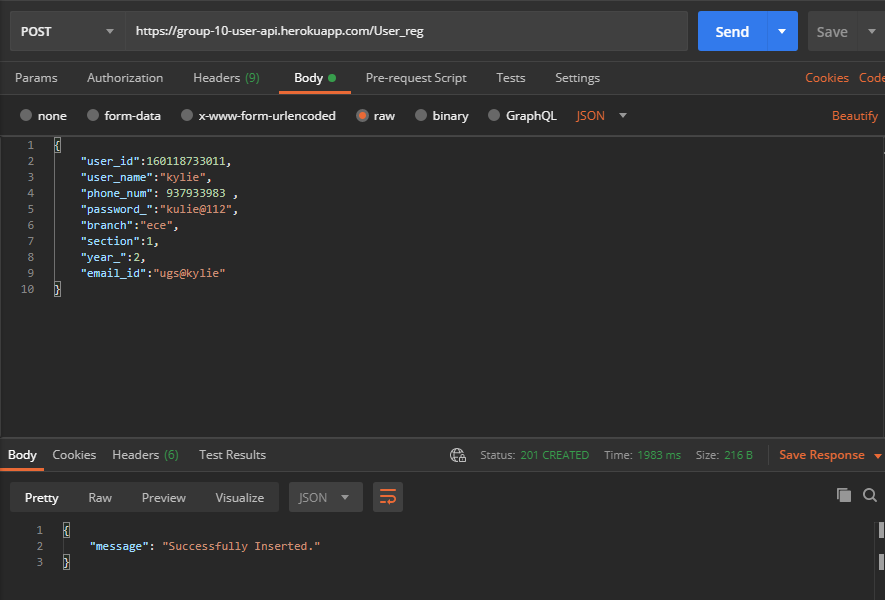 POST https://group-10-user-api.herokuapp.com/User_reg Send Save
Params Authorization Headers (9) Body Pre-request Script Tests Settings Cookies Code
none form-data x-www-form-urlencoded raw binary GraphQL JSON Beautify
1 {
2 "user_id":160118733011,
3 "user_name":"kylie",
4 "phone_num": 937933983 ,
5 "password_":"kulie@112",
6 "branch":"ece",
7 "section":1,
8 "year_":2,
9 "email_id":"ugs@kylie"
10 }
Body Cookies Headers (6) Test Results Status: 201 CREATED Time: 1983 ms Size: 216 B Save Response
Pretty Raw Preview Visualize JSON
1 {
2 "message": "Successfully Inserted."
3 }